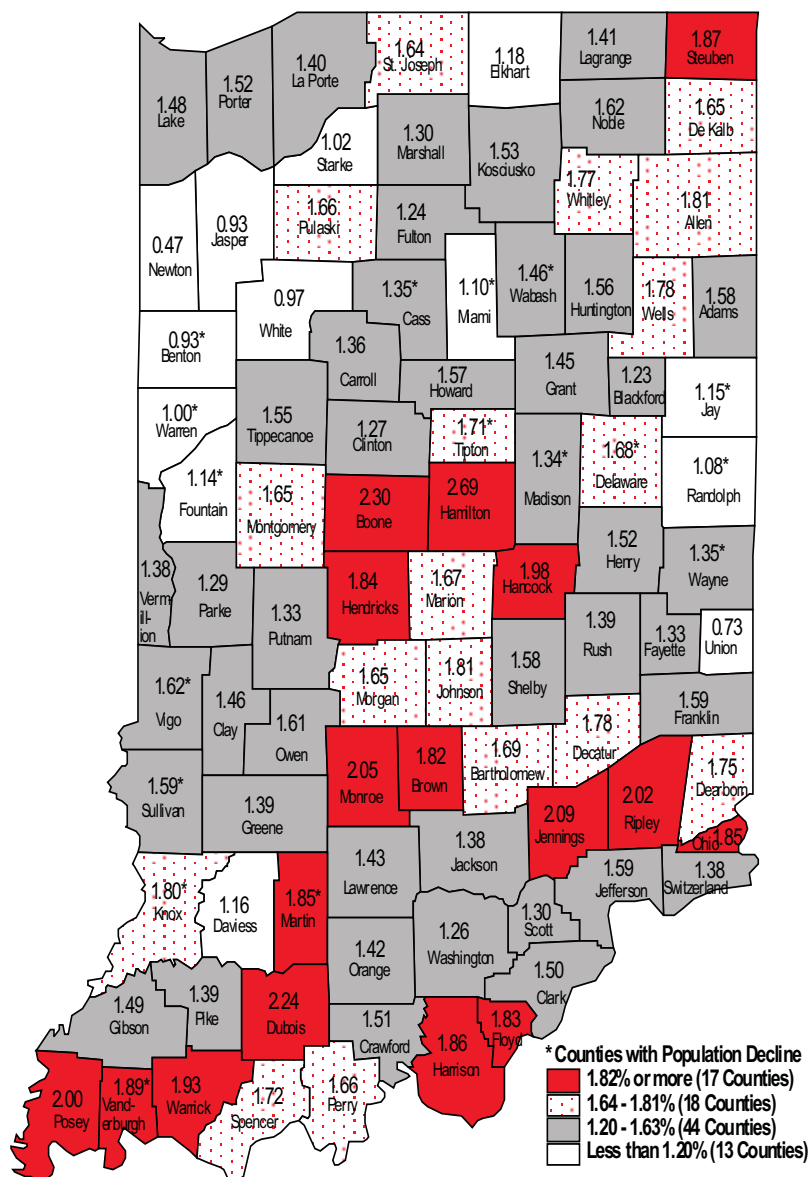 1.48
Lake
1.52
Porter
1.40
La Porte
1.64
St. Joseph
1.18
Elkhart
1.41
Lagrange
1.87
Steuben
1.62
Noble
1.65
De Kalb
1.02
Starke
1.30
Marshall
1.53
Kosciusko
1.77
Whitley
1.81
Allen
0.47
Newton
0.93
Jasper
1.66
Pulaski
1.24
Fulton
0.97
White
1.35*
Cass
1.10*
Miami
1.46*
Wabash
1.56
Huntington
1.78
Wells
1.58
Adams
0.93*
Benton
1.36
Carroll
1.57
Howard
1.45
Grant
1.23
Blackford
1.15*
Jay
1.00*
Warren
1.55
Tippecanoe
1.27
Clinton
1.71*
Tipton
1.34*
Madison
1.68*
Delaware
1.08*
Randolph
1.14*
Fountain
1.65
Montgomery
2.30
Boone
2.69
Hamilton
1.38
Verm-
illi-
ion
1.29
Parke
1.33
Putnam
1.84
Hendricks
1.67
Marion
1.98
Hancock
1.52
Henry
1.35*
Wayne
1.39
Rush
1.33
Fayette
0.73
Union
1.62*
Vigo
1.46
Clay
1.61
Owen
1.65
Morgan
1.81
Johnson
1.58
Shelby
1.59
Franklin
1.59*
Sullivan
1.39
Greene
2.05
Monroe
1.82
Brown
1.69
Bartholomew
1.78
Decatur
2.09
Jennings
2.02
Ripley
1.75
Dearborn
Ohio 1.85
1.80*
Knox
1.16
Daviess
1.85*
Martin
1.43
Lawrence
1.38
Jackson
1.59
Jefferson
1.38
Switzerland
1.42
Orange
1.26
Washington
1.30
Scott
1.50
Clark
1.49
Gibson
1.39
Pike
2.24
Dubois
1.51
Crawford
1.86
Harrison
1.83
Floyd
2.00
Posey
1.89*
Vand-
erburgh
1.93
Warrick
1.72
Spencer
1.66
Perry
* Counties with Population Decline
1.82% or more (17 Counties)
1.64 - 1.81% (18 Counties)
1.20 - 1.63% (44 Counties)
Less than 1.20% (13 Counties)